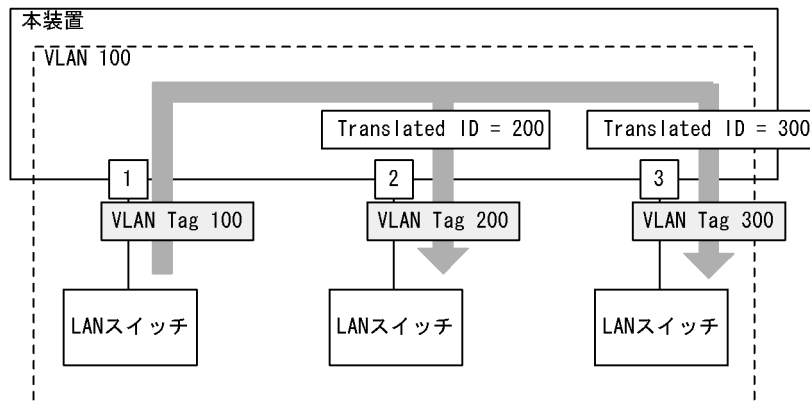 本装置
VLAN 100
Translated ID = 200
Translated ID = 300
1
2
3
VLAN Tag 100
VLAN Tag 200
VLAN Tag 300
LANスイッチ
LANスイッチ
LANスイッチ